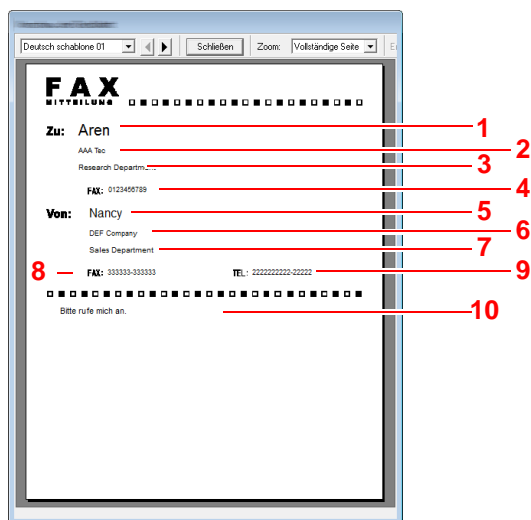 Deutsch schablone 01 Schließen Zoom: Vollständige Seite
FAX
MITTEILUNG
Zu: Aren 1
AAA Tec 2
Research Department 3
FAX: 0123456789 4
Von: Nancy 5
DEF Company 6
Sales Department 7
8 FAX: 333333-333333 TEL: 2222222222-22222 9
Bitte rufe mich an. 10